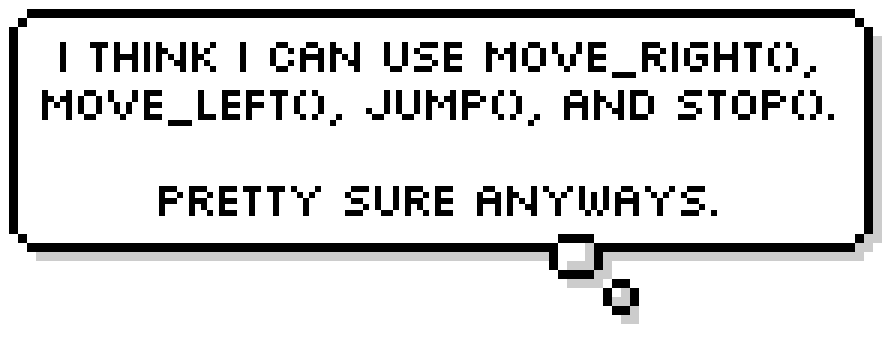 I THINK I CAN USE MOVE_RIGHT(),
MOVE_LEFT(), JUMP(), AND STOP().
PRETTY SURE ANYWAYS.